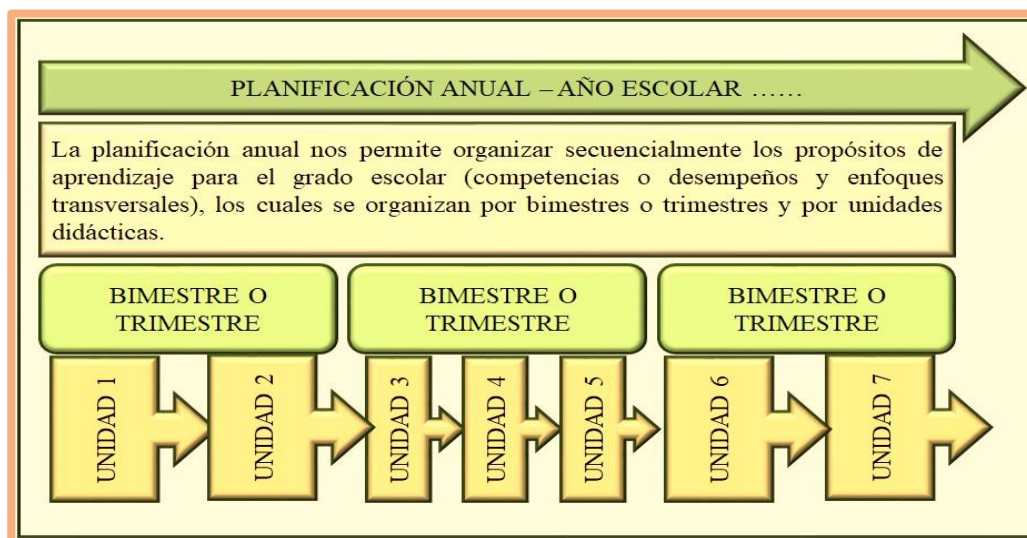 PLANIFICACIÓN ANUAL – AÑO ESCOLAR ......
La planificación anual nos permite organizar secuencialmente los propósitos de
aprendizaje para el grado escolar (competencias o desempeños y enfoques
transversales), los cuales se organizan por bimestres o trimestres y por unidades
didácticas.
BIMESTRE O
TRIMESTRE
BIMESTRE O
TRIMESTRE
BIMESTRE O
TRIMESTRE
UNIDAD 1
UNIDAD 2
UNIDAD 3
UNIDAD 4
UNIDAD 5
UNIDAD 6
UNIDAD 7